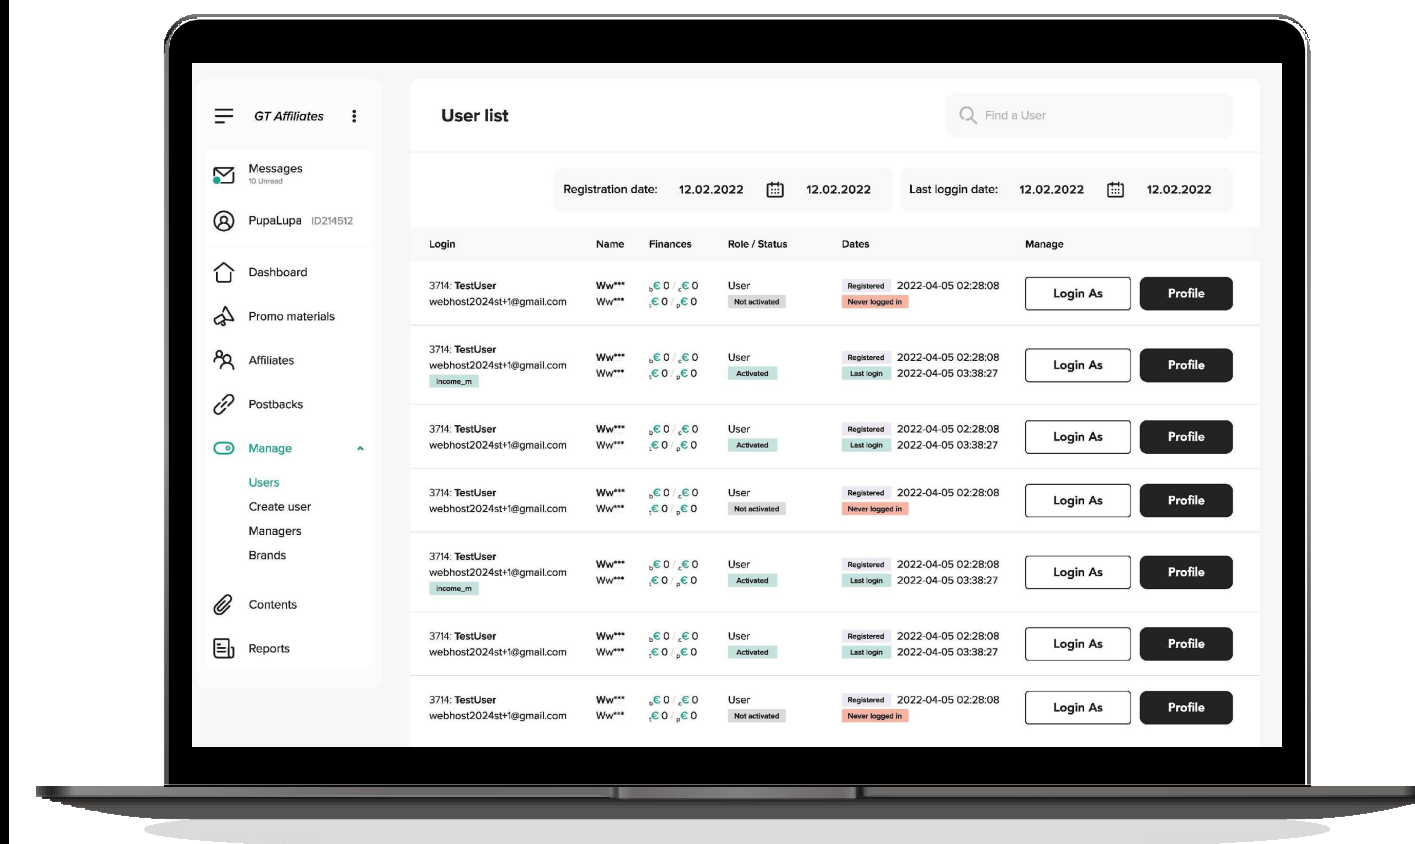 GT Affiliates
Messages
10 Unread
PupaLupa ID214512
Dashboard
Promo materials
Affiliates
Postbacks
Manage
Users
Create user
Managers
Brands
Contents
Reports
User list
Find a User
Registration date: 12.02.2022 12.02.2022 Last loggin date: 12.02.2022 12.02.2022
Login Name Finances Role / Status Dates Manage
3714: TestUser Ww*** b€ 0 / c€ 0 User Registered 2022-04-05 02:28:08 Login As Profile
webhost2024st+1@gmail.com Ww*** t€ 0 / p€ 0 Not activated Never logged in
3714: TestUser Ww*** b€ 0 / c€ 0 User Registered 2022-04-05 02:28:08 Login As Profile
webhost2024st+1@gmail.com Ww*** t€ 0 / p€ 0 Activated Last login 2022-04-05 03:38:27
income_m
3714: TestUser Ww*** b€ 0 / c€ 0 User Registered 2022-04-05 02:28:08 Login As Profile
webhost2024st+1@gmail.com Ww*** t€ 0 / p€ 0 Activated Last login 2022-04-05 03:38:27
3714: TestUser Ww*** b€ 0 / c€ 0 User Registered 2022-04-05 02:28:08 Login As Profile
webhost2024st+1@gmail.com Ww*** t€ 0 / p€ 0 Not activated Never logged in
3714: TestUser Ww*** b€ 0 / c€ 0 User Registered 2022-04-05 02:28:08 Login As Profile
webhost2024st+1@gmail.com Ww*** t€ 0 / p€ 0 Activated Last login 2022-04-05 03:38:27
income_m
3714: TestUser Ww*** b€ 0 / c€ 0 User Registered 2022-04-05 02:28:08 Login As Profile
webhost2024st+1@gmail.com Ww*** t€ 0 / p€ 0 Activated Last login 2022-04-05 03:38:27
3714: TestUser Ww*** b€ 0 / c€ 0 User Registered 2022-04-05 02:28:08 Login As Profile
webhost2024st+1@gmail.com Ww*** t€ 0 / p€ 0 Not activated Never logged in